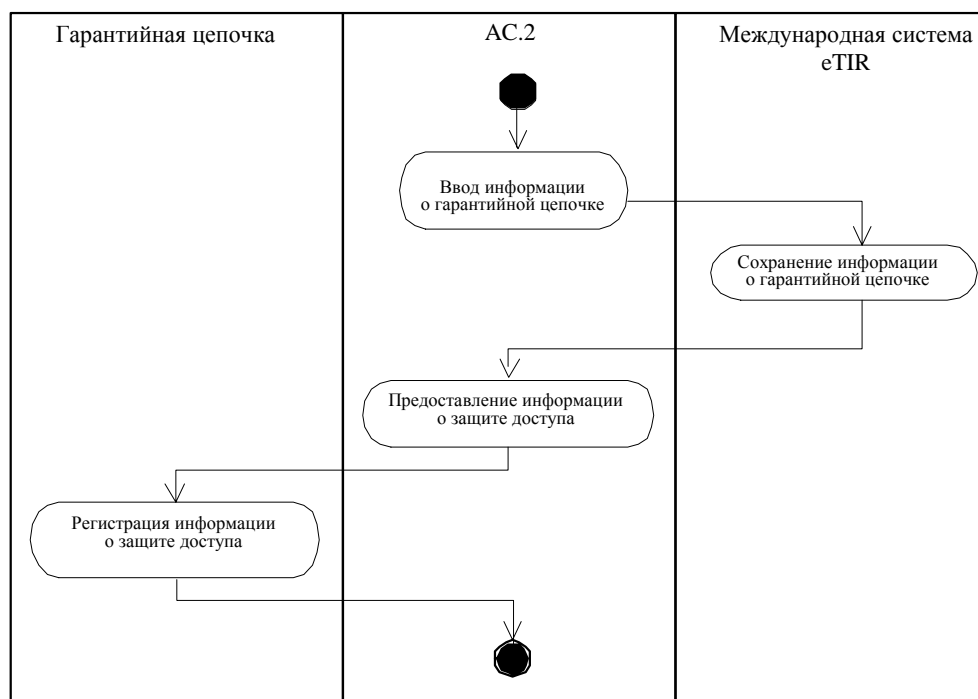 Гарантийная цепочка
АС.2
Международная система
eTIR
Ввод информации
о гарантийной цепочке
Сохранение информации
о гарантийной цепочке
Предоставление информации
о защите доступа
Регистрация информации
о защите доступа